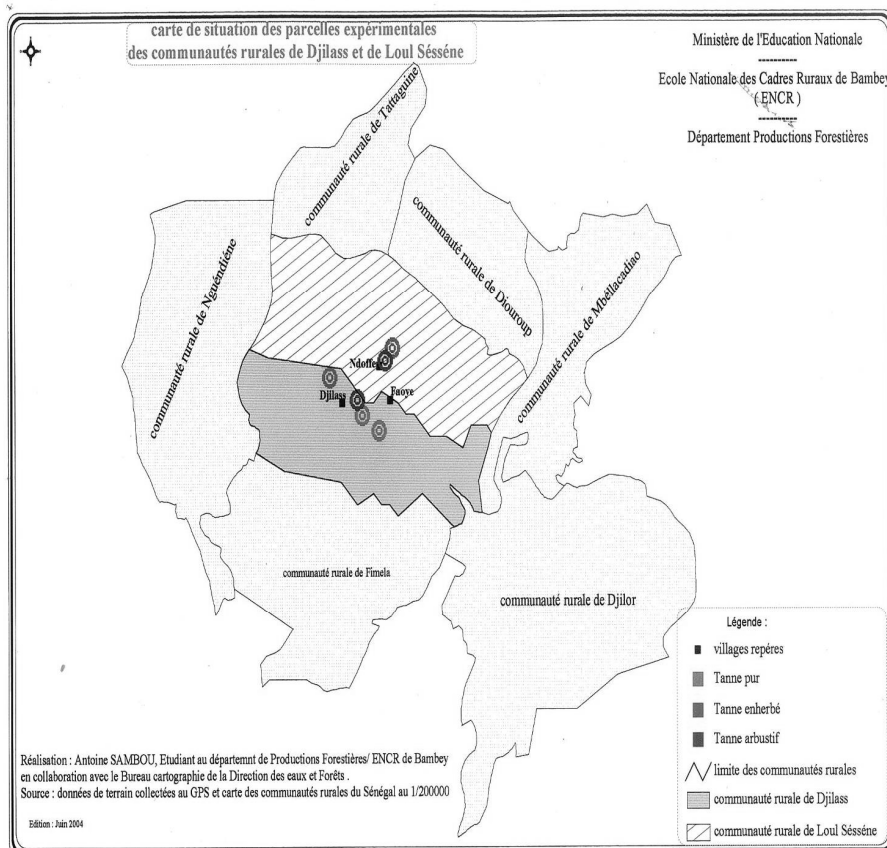 carte de situation des parcelles expérimentales
des communautés rurales de Djilass et de Loul Sésséne
Ministère de l'Education Nationale
----------
Ecole Nationale des Cadres Ruraux de Bambey
( ENCR )
----------
Département Productions Forestières
communauté rurale de Tattaguine
communauté rurale de Nguéndiéne
communauté rurale de Diouroup
communauté rurale de Mbéllacadiao
Ndoffen
Djilass
Faoye
communauté rurale de Fimela
communauté rurale de Djilor
Légende :
villages repéres
Tanne pur
Tanne enherbé
Tanne arbustif
limite des communautés rurales
communauté rurale de Djilass
communauté rurale de Loul Sésséne
Réalisation : Antoine SAMBOU, Etudiant au départemnt de Productions Forestières/ ENCR de Bambey
en collaboration avec le Bureau cartographie de la Direction des eaux et Forêts .
Source : données de terrain collectées au GPS et carte des communautés rurales du Sénégal au 1/200000
Edition : Juin 2004